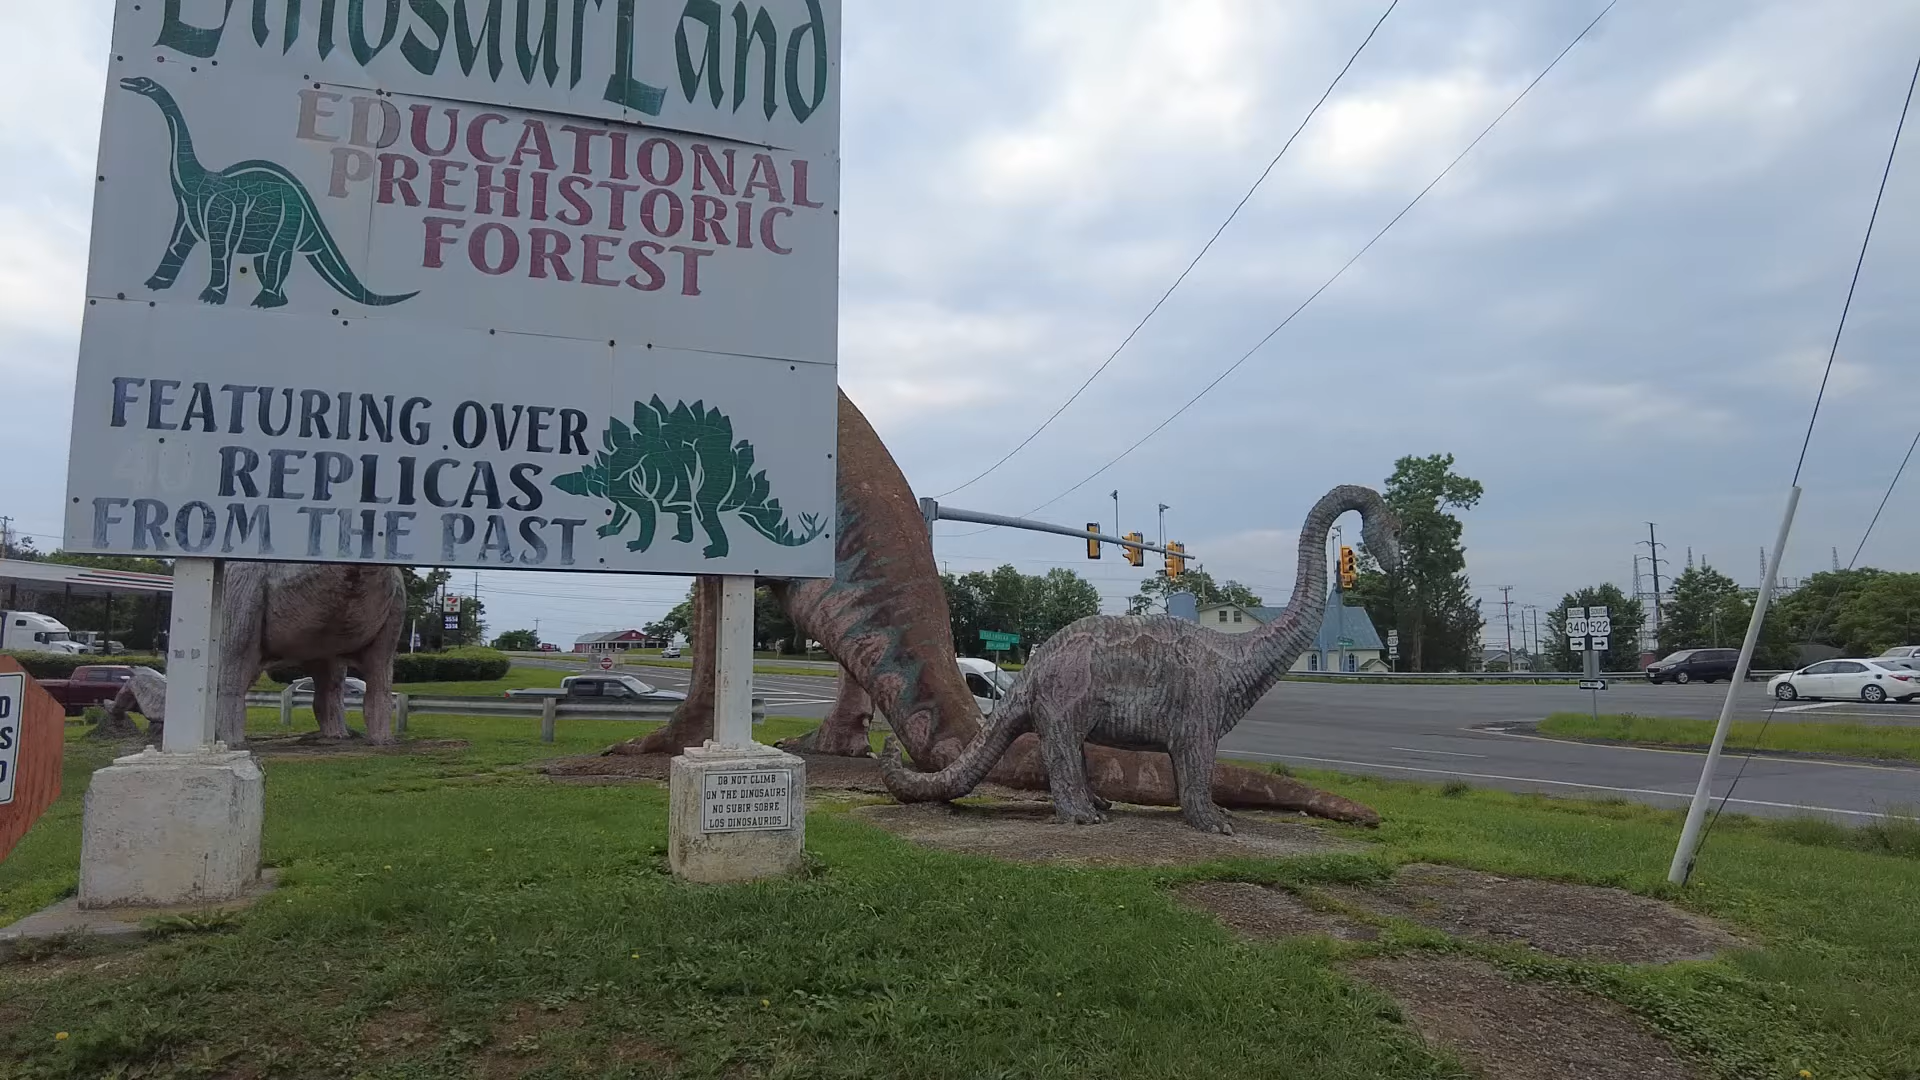 DinosaurLand
EDUCATIONAL
PREHISTORIC
FOREST
FEATURING OVER
40 REPLICAS
FROM THE PAST
DO NOT CLIMB
ON THE DINOSAURS
NO SUBIR SOBRE
LOS DINOSAURIOS
340 522